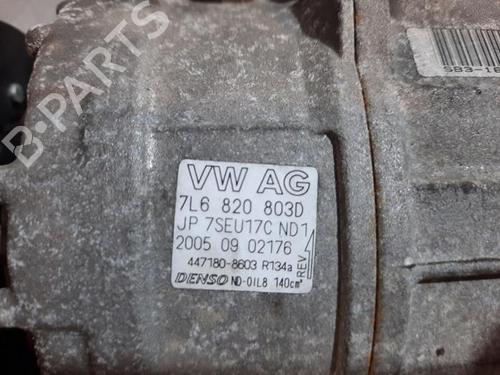 VW AG
7L6 820 803D
JP 7SEU17C ND1
2005 09 02176
447180-8603 R134a
REV
DENSO ND-OIL8 140cm³